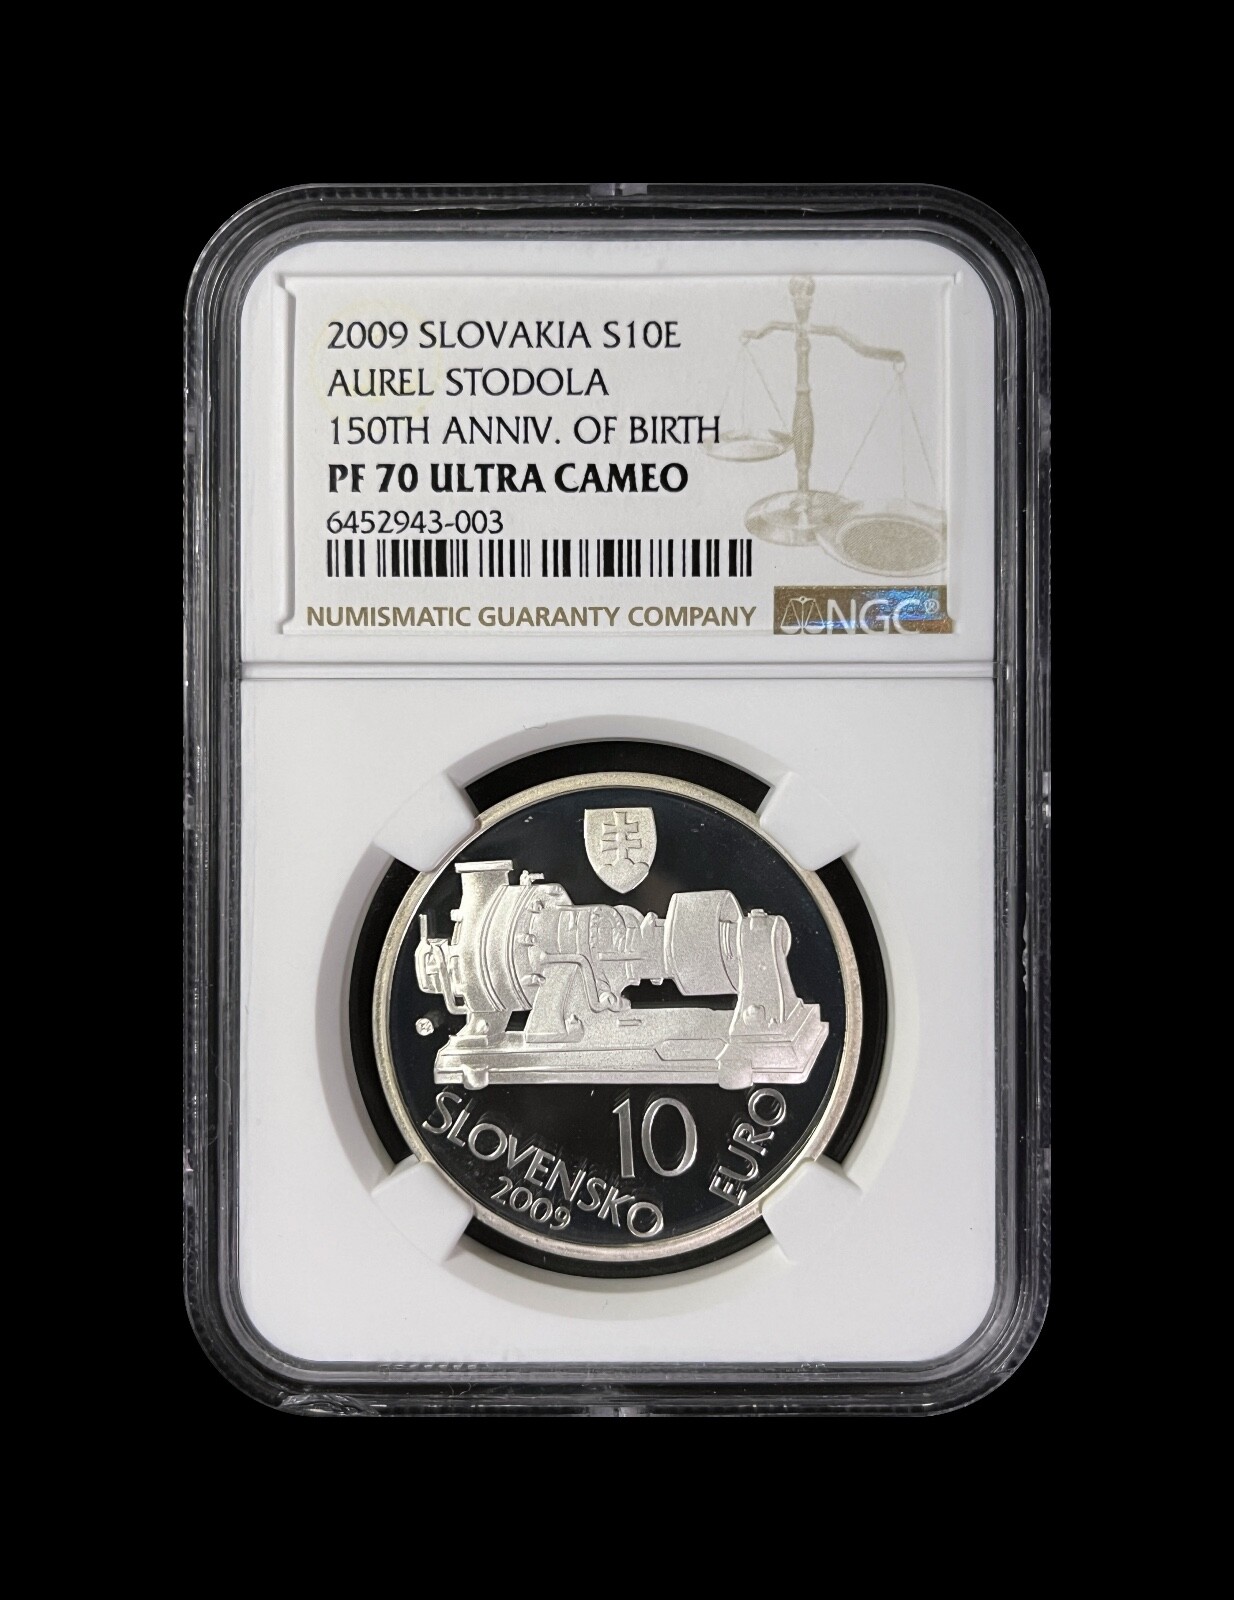 2009 SLOVAKIA S10E
AUREL STODOLA
150TH ANNIV. OF BIRTH
PF 70 ULTRA CAMEO
6452943-003
NUMISMATIC GUARANTY COMPANY
NGC®
10
SLOVENSKO
EURO
2009